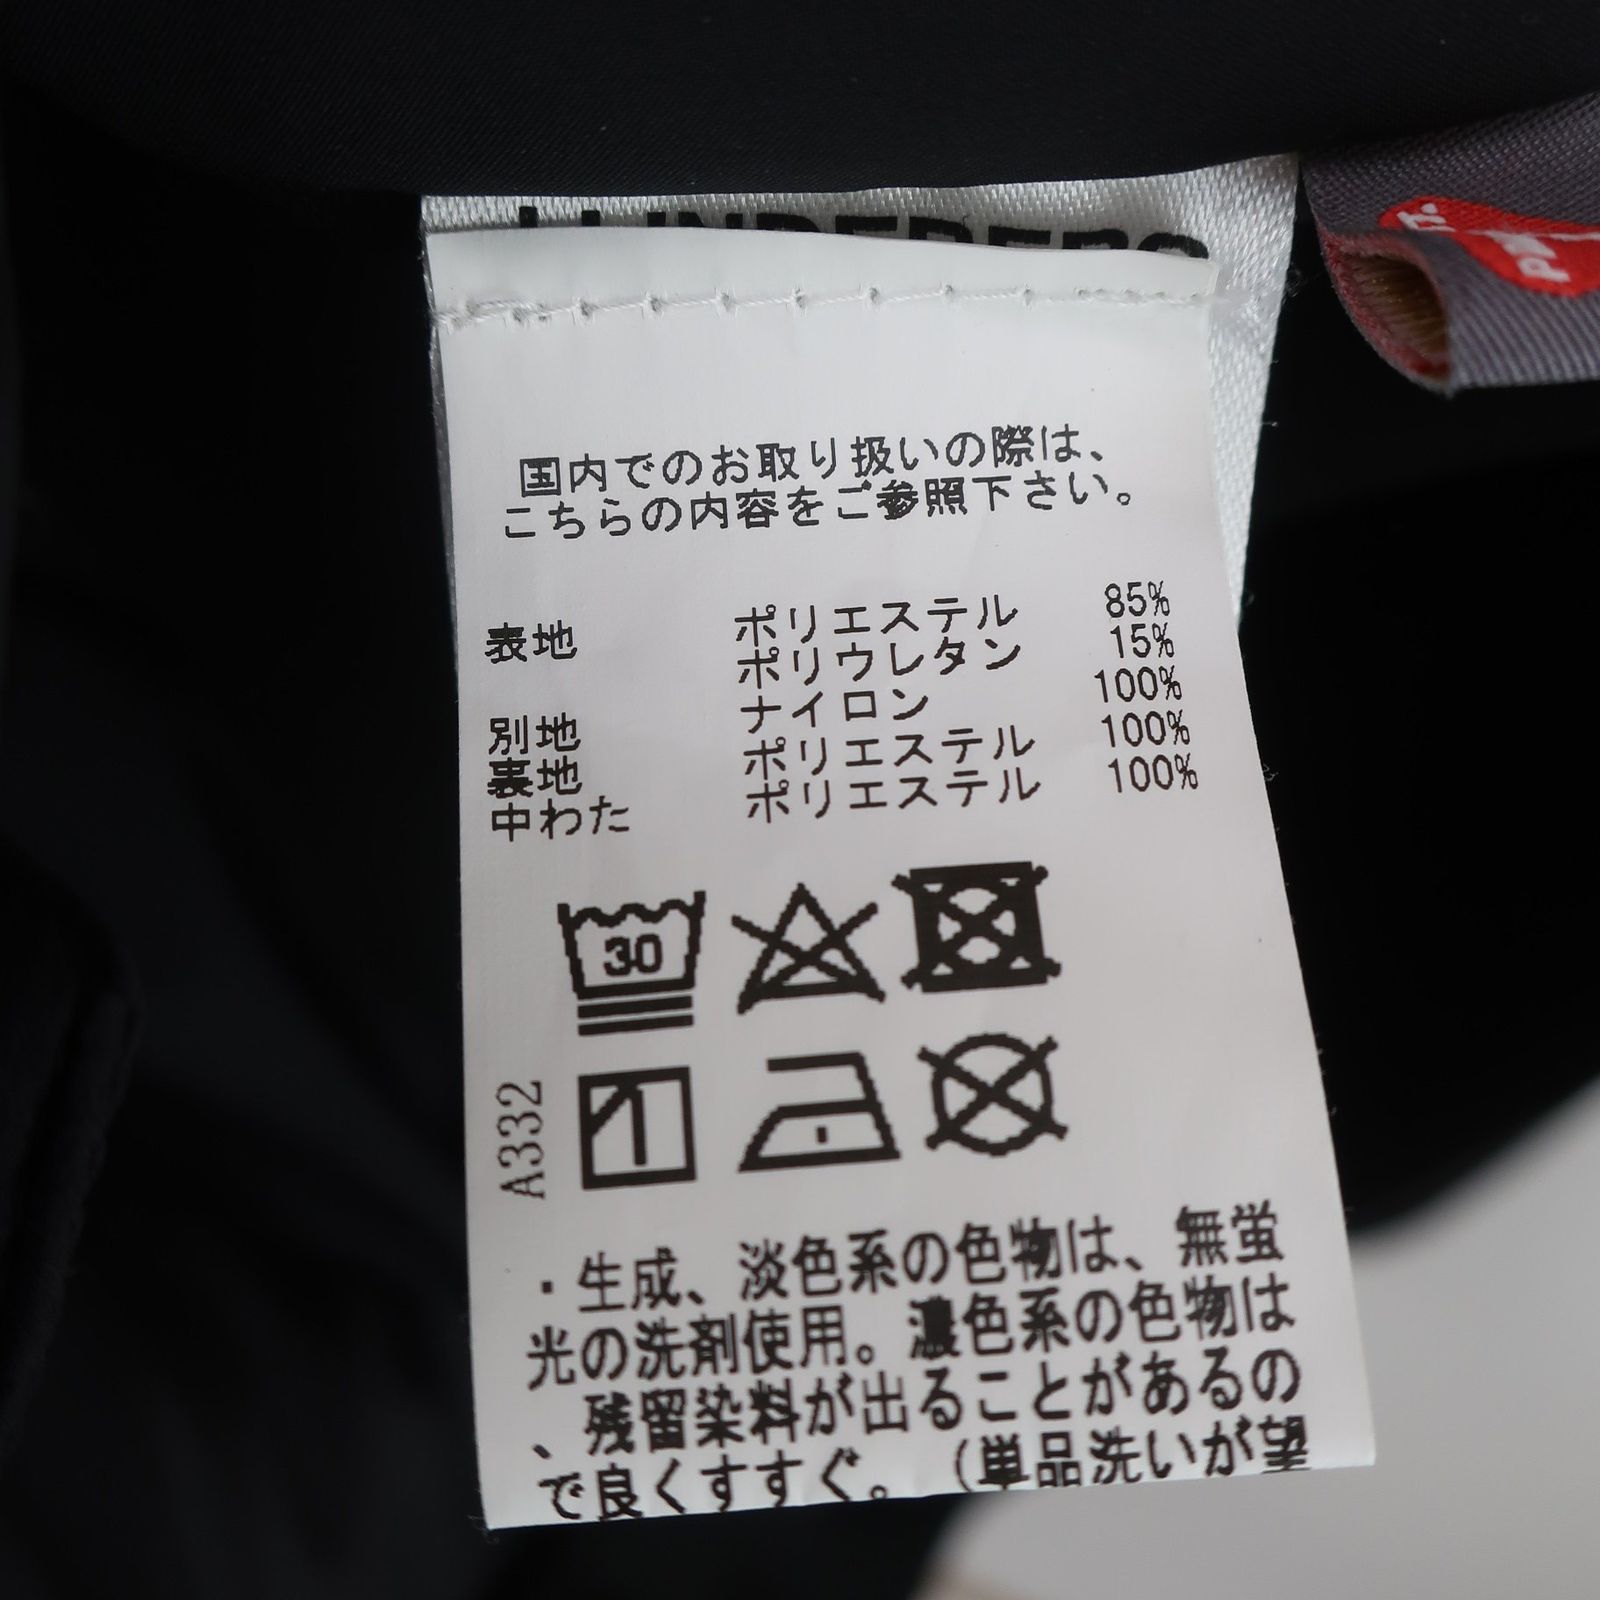 国内でのお取り扱いの際は、
こちらの内容をご参照下さい。
表地 ポリエステル 85%
ポリウレタン 15%
別地 ナイロン 100%
裏地 ポリエステル 100%
中わた ポリエステル 100%
30
A332
・生成、淡色系の色物は、無蛍
光の洗剤使用。濃色系の色物は
、残留染料が出ることがあるの
で良くすすぐ。（単品洗いが望